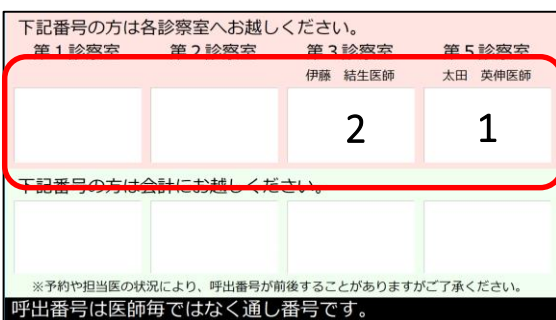 下記番号の方は各診察室へお越しください。
第1診察室 第2診察室 第3診察室 第5診察室
伊藤 結生医師 太田 英伸医師
2 1
下記番号の方は会計にお越しください。
※予約や担当医の状況により、呼出番号が前後することがありますがご了承ください。
呼出番号は医師毎ではなく通し番号です。